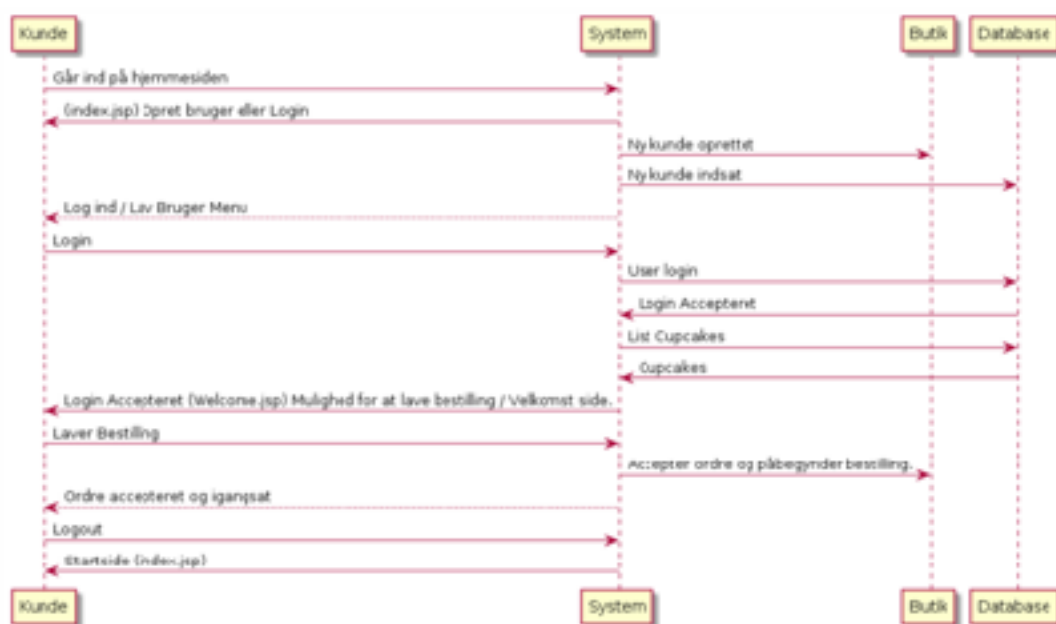 Kunde System Butik Database
Går ind på hjemmesiden
(index.jsp) Opret bruger eller Login
Ny kunde oprettet
Ny kunde indsat
Log ind / Lav Bruger Menu
Login
User login
Login Accepteret
List Cupcakes
Cupcakes
Login Accepteret (Welcome.jsp) Mulighed for at lave bestilling / Velkomst side.
Laver Bestilling
Accepter ordre og påbegynder bestilling.
Ordre accepteret og igangsat
Logout
Startside (index.jsp)
Kunde System Butik Database